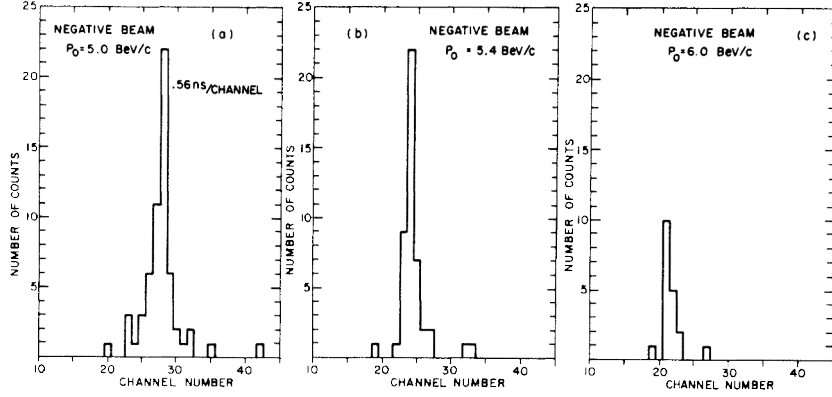 25
20
15
10
5
NUMBER OF COUNTS
NEGATIVE BEAM
P₀=5.0 BeV/c
(a)
.56ns/CHANNEL
10 20 30 40
CHANNEL NUMBER
25
20
15
10
5
NUMBER OF COUNTS
(b)
NEGATIVE BEAM
P₀ = 5.4 BeV/c
10 20 30 40
CHANNEL NUMBER
25
20
15
10
5
NUMBER OF COUNTS
NEGATIVE BEAM
P₀=6.0 BeV/c
(c)
10 20 30 40
CHANNEL NUMBER